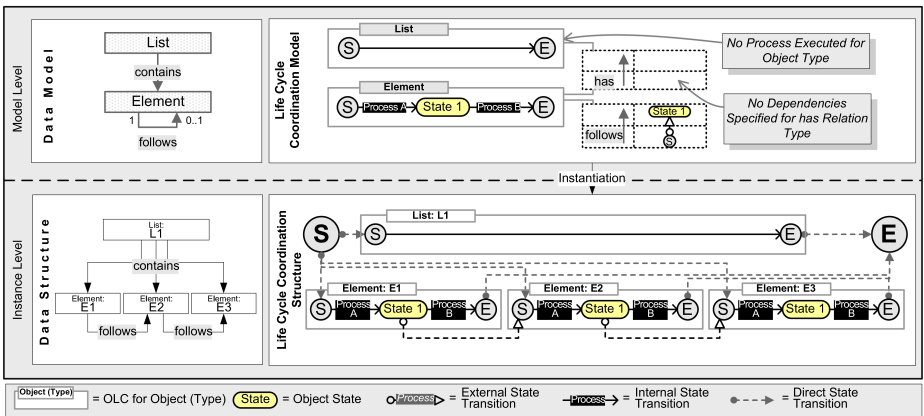 Model Level
Data Model
List
contains
Element
1
0..1
follows
Life Cycle
Coordination Model
List
S
E
Element
S
Process A
State 1
Process B
E
has
follows
State 1
S
No Process Executed for
Object Type
No Dependencies
Specified for has Relation
Type
Instantiation
Instance Level
Data Structure
List:
L1
contains
Element:
E1
Element:
E2
Element:
E3
follows
follows
Life Cycle Coordination
Structure
S
List: L1
S
E
E
Element: E1
S
Process
A
State 1
Process
B
E
Element: E2
S
Process
A
State 1
Process
B
E
Element: E3
S
Process
A
State 1
Process
B
E
Object (Type)
= OLC for Object (Type)
State
= Object State
Process
= External State
Transition
Process
= Internal State
Transition
= Direct State
Transition